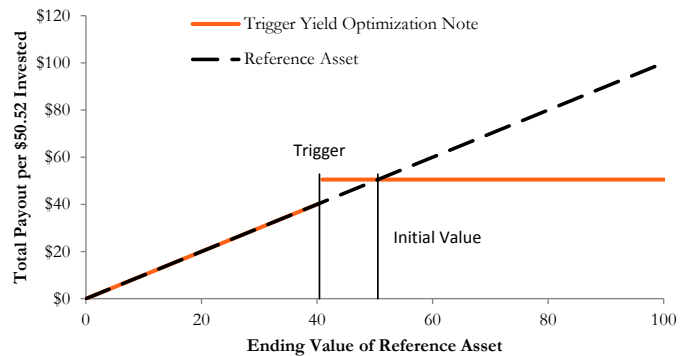 Total Payout per $50.52 Invested
$120
$100
$80
$60
$40
$20
$0
Trigger Yield Optimization Note
Reference Asset
Trigger
Initial Value
0
20
40
60
80
100
Ending Value of Reference Asset